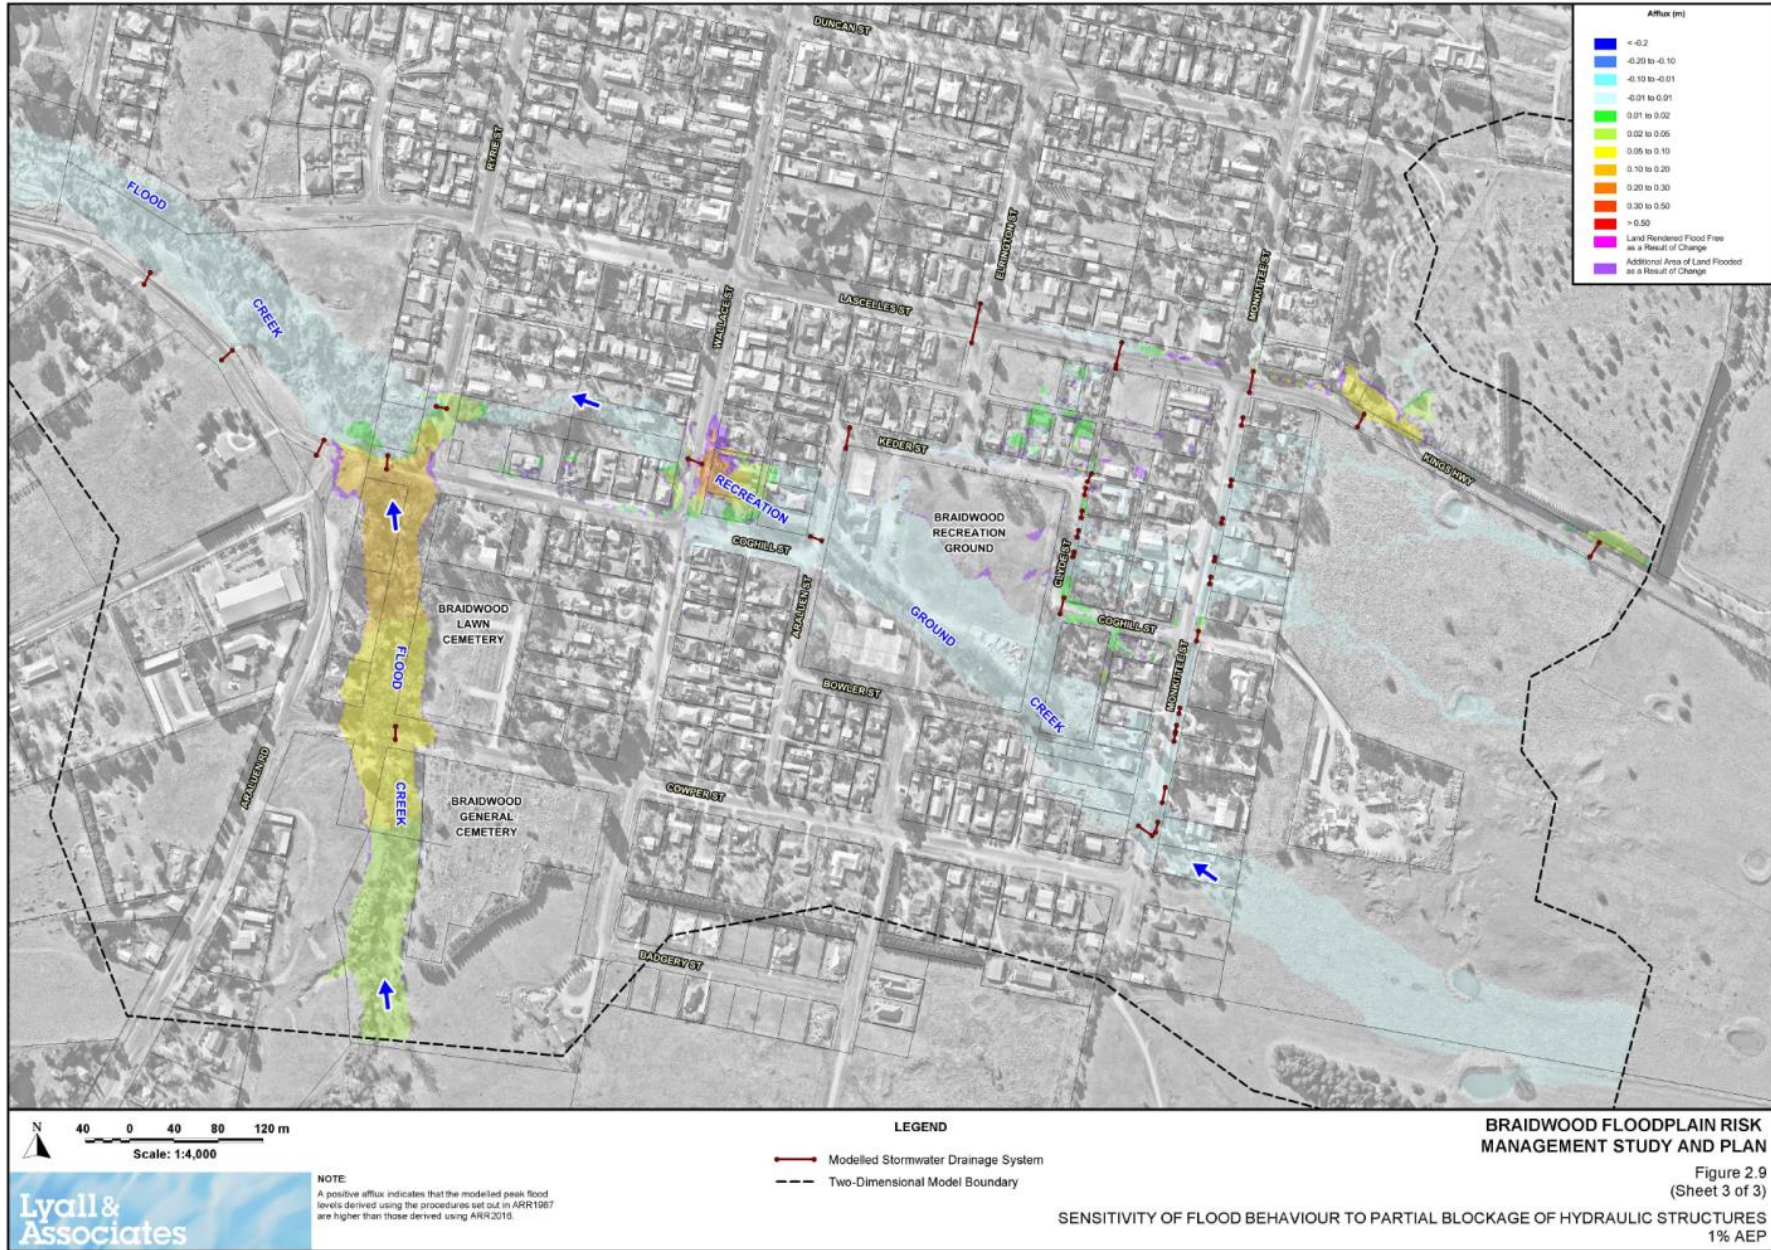 Afflux (m)
< -0.2
-0.20 to -0.10
-0.10 to -0.01
-0.01 to 0.01
0.01 to 0.02
0.02 to 0.05
0.05 to 0.10
0.10 to 0.20
0.20 to 0.30
0.30 to 0.50
> 0.50
Land Rendered Flood Free
as a Result of Change
Additional Area of Land Flooded
as a Result of Change
DUNCAN ST
RYRIE ST
FLOOD
CREEK
WALLACE ST
LASCELLES ST
ELRINGTON ST
MONKITTEE ST
KEDER ST
KINGS HWY
RECREATION
COGHILL ST
BRAIDWOOD
RECREATION
GROUND
CLYDE ST
ARALUEN ST
GROUND
COGHILL ST
BRAIDWOOD
LAWN
CEMETERY
FLOOD
MONKITTEE ST
BOWLER ST
CREEK
ARALUEN RD
CREEK
COWPER ST
BRAIDWOOD
GENERAL
CEMETERY
BADGERY ST
N
40 0 40 80 120 m
Scale: 1:4,000
Lyall &
Associates
NOTE:
A positive afflux indicates that the modelled peak flood
levels derived using the procedures set out in ARR1987
are higher than those derived using ARR2016.
LEGEND
Modelled Stormwater Drainage System
Two-Dimensional Model Boundary
BRAIDWOOD FLOODPLAIN RISK
MANAGEMENT STUDY AND PLAN
Figure 2.9
(Sheet 3 of 3)
SENSITIVITY OF FLOOD BEHAVIOUR TO PARTIAL BLOCKAGE OF HYDRAULIC STRUCTURES
1% AEP